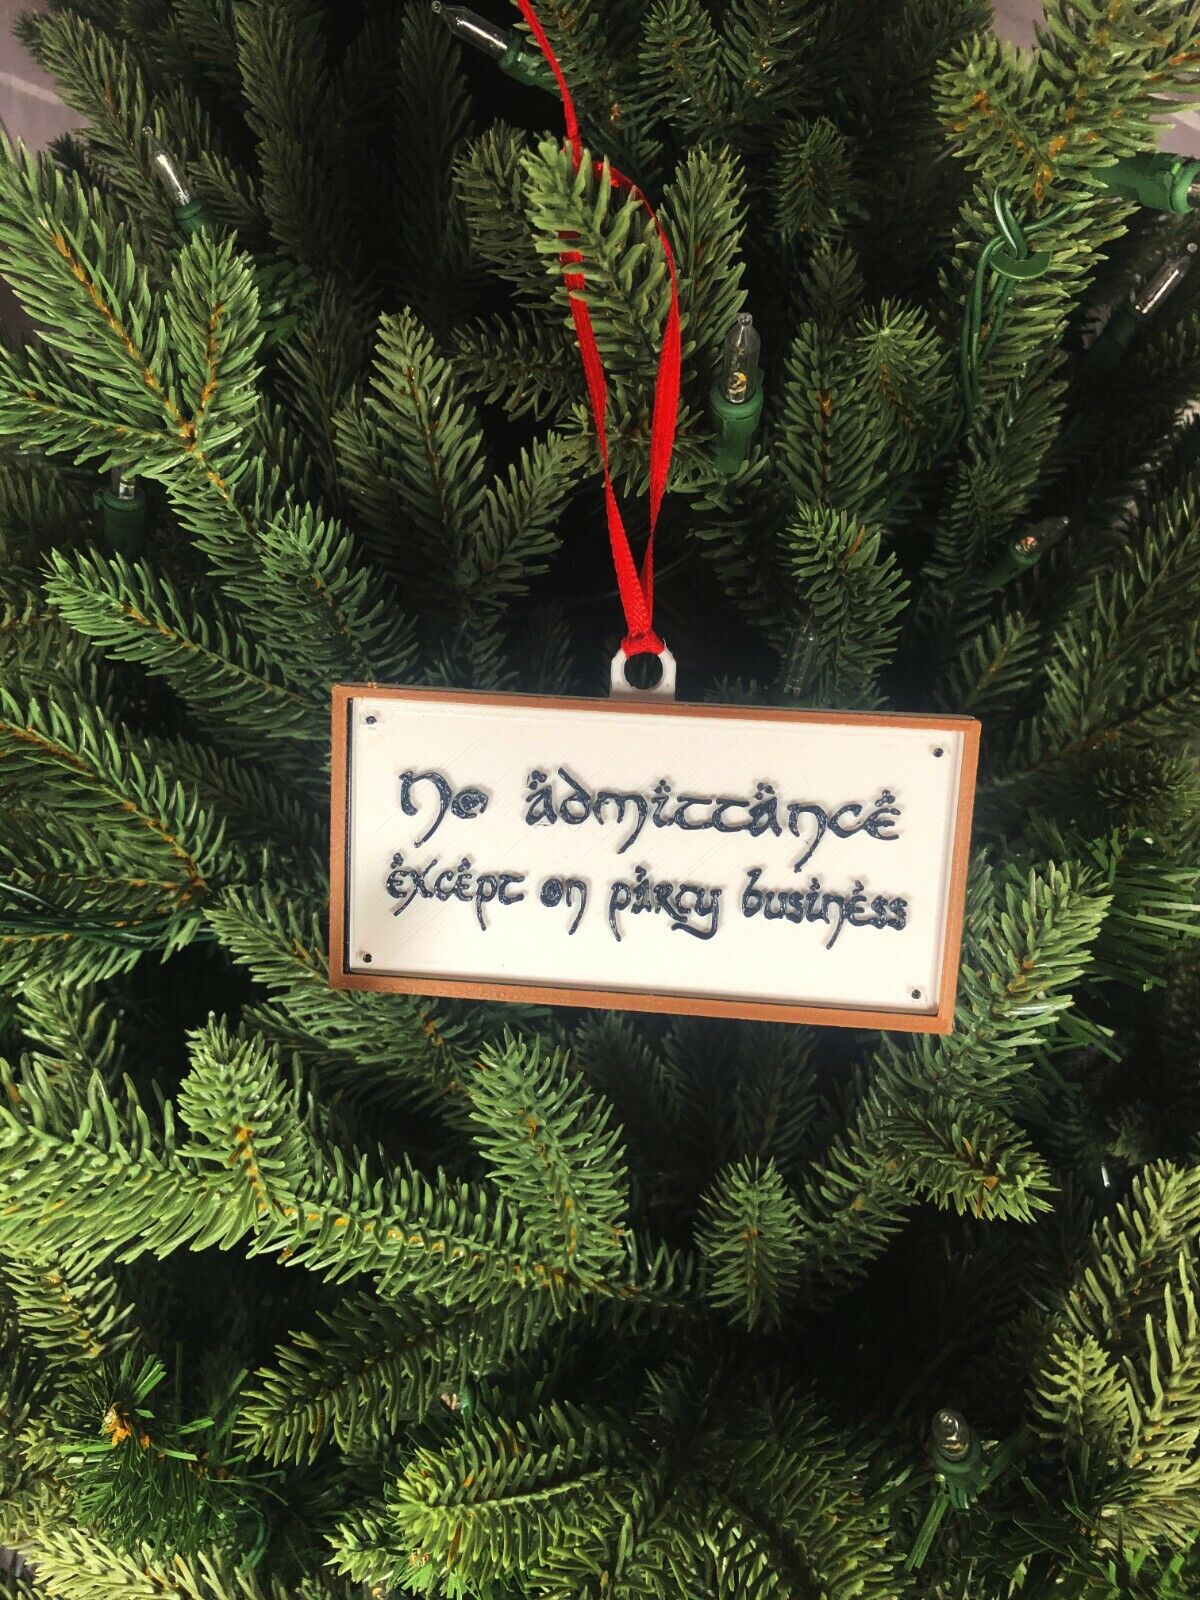 No admittance
except on party business